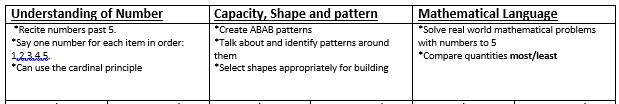 Understanding of Number
*Recite numbers past 5.
*Say one number for each item in order:
1,2,3,4,5.
*Can use the cardinal principle
Capacity, Shape and pattern
*Create ABAB patterns
*Talk about and identify patterns around
them
*Select shapes appropriately for building
Mathematical Language
*Solve real world mathematical problems
with numbers to 5
*Compare quantities most/least